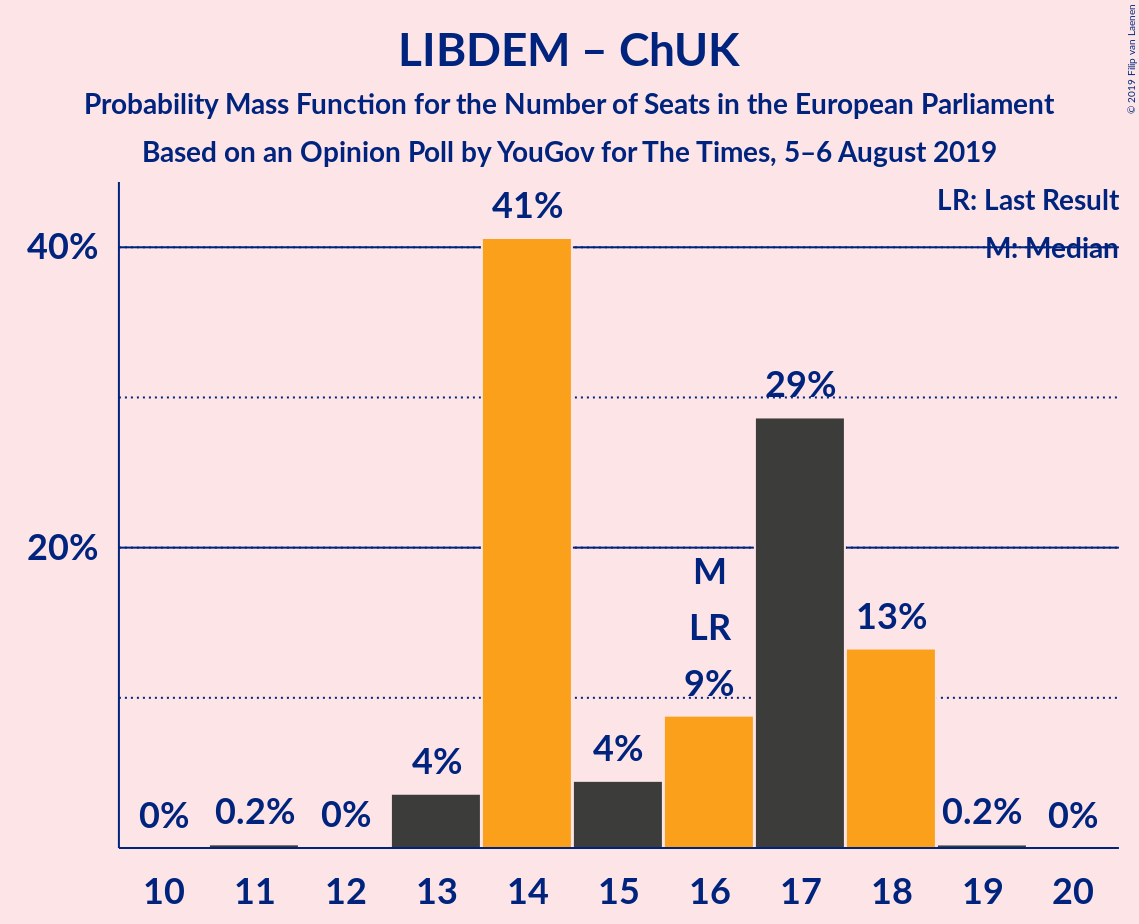 LIBDEM – ChUK
Probability Mass Function for the Number of Seats in the European Parliament
Based on an Opinion Poll by YouGov for The Times, 5–6 August 2019
© 2019 Filip van Laenen
LR: Last Result
M: Median
40%
20%
41%
29%
M
LR
9%
13%
4%
4%
0%
0.2%
0%
0.2%
0%
10 11 12 13 14 15 16 17 18 19 20